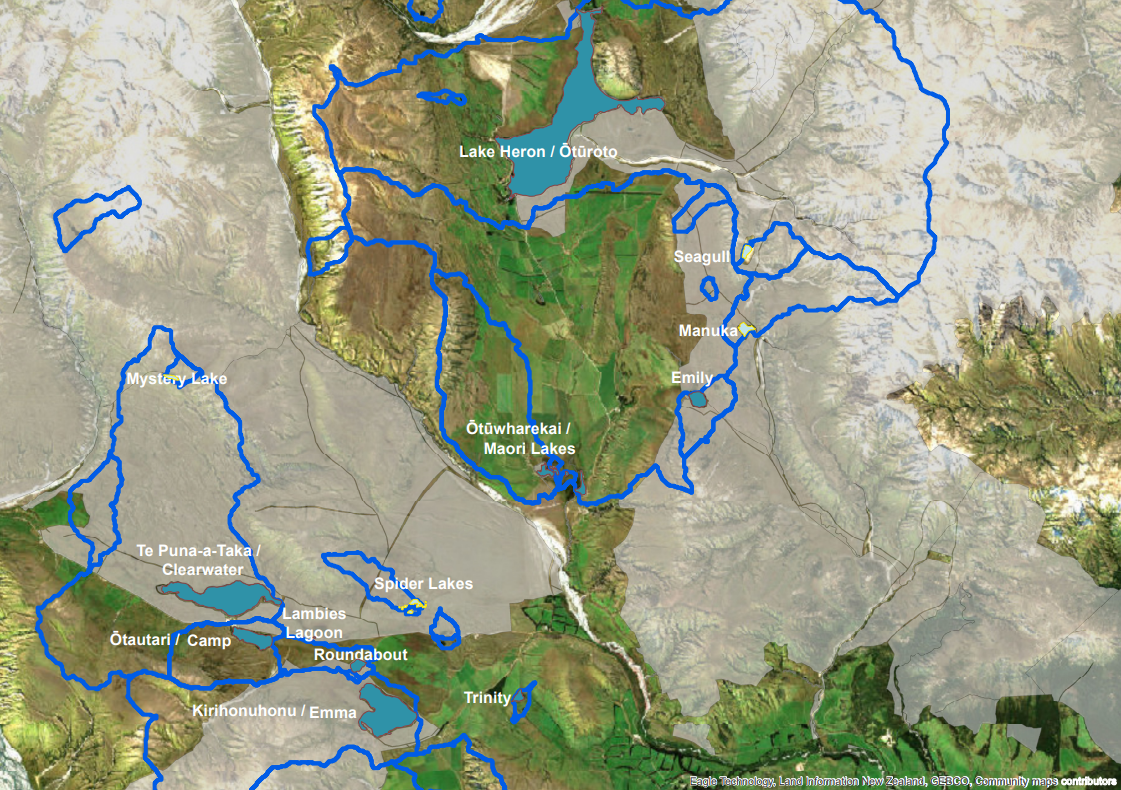 Lake Heron / Ōtūroto
Seagull
Manuka
Mystery Lake
Emily
Ōtūwharekai /
Maori Lakes
Te Puna-a-Taka /
Clearwater
Spider Lakes
Lambies
Lagoon
Ōtautari / Camp
Roundabout
Trinity
Kirihonuhonu / Emma
Eagle Technology, Land Information New Zealand, GEBCO, Community maps contributors